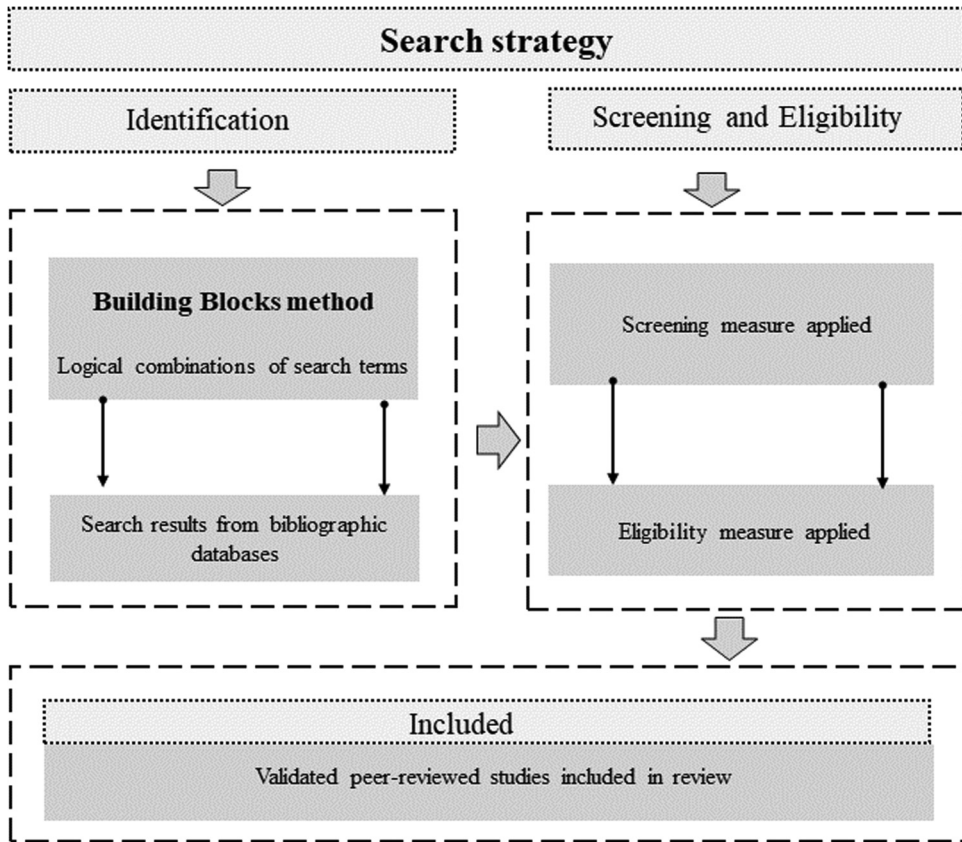 Search strategy
Identification
Building Blocks method
Logical combinations of search terms
Search results from bibliographic
databases
Screening and Eligibility
Screening measure applied
Eligibility measure applied
Included
Validated peer-reviewed studies included in review